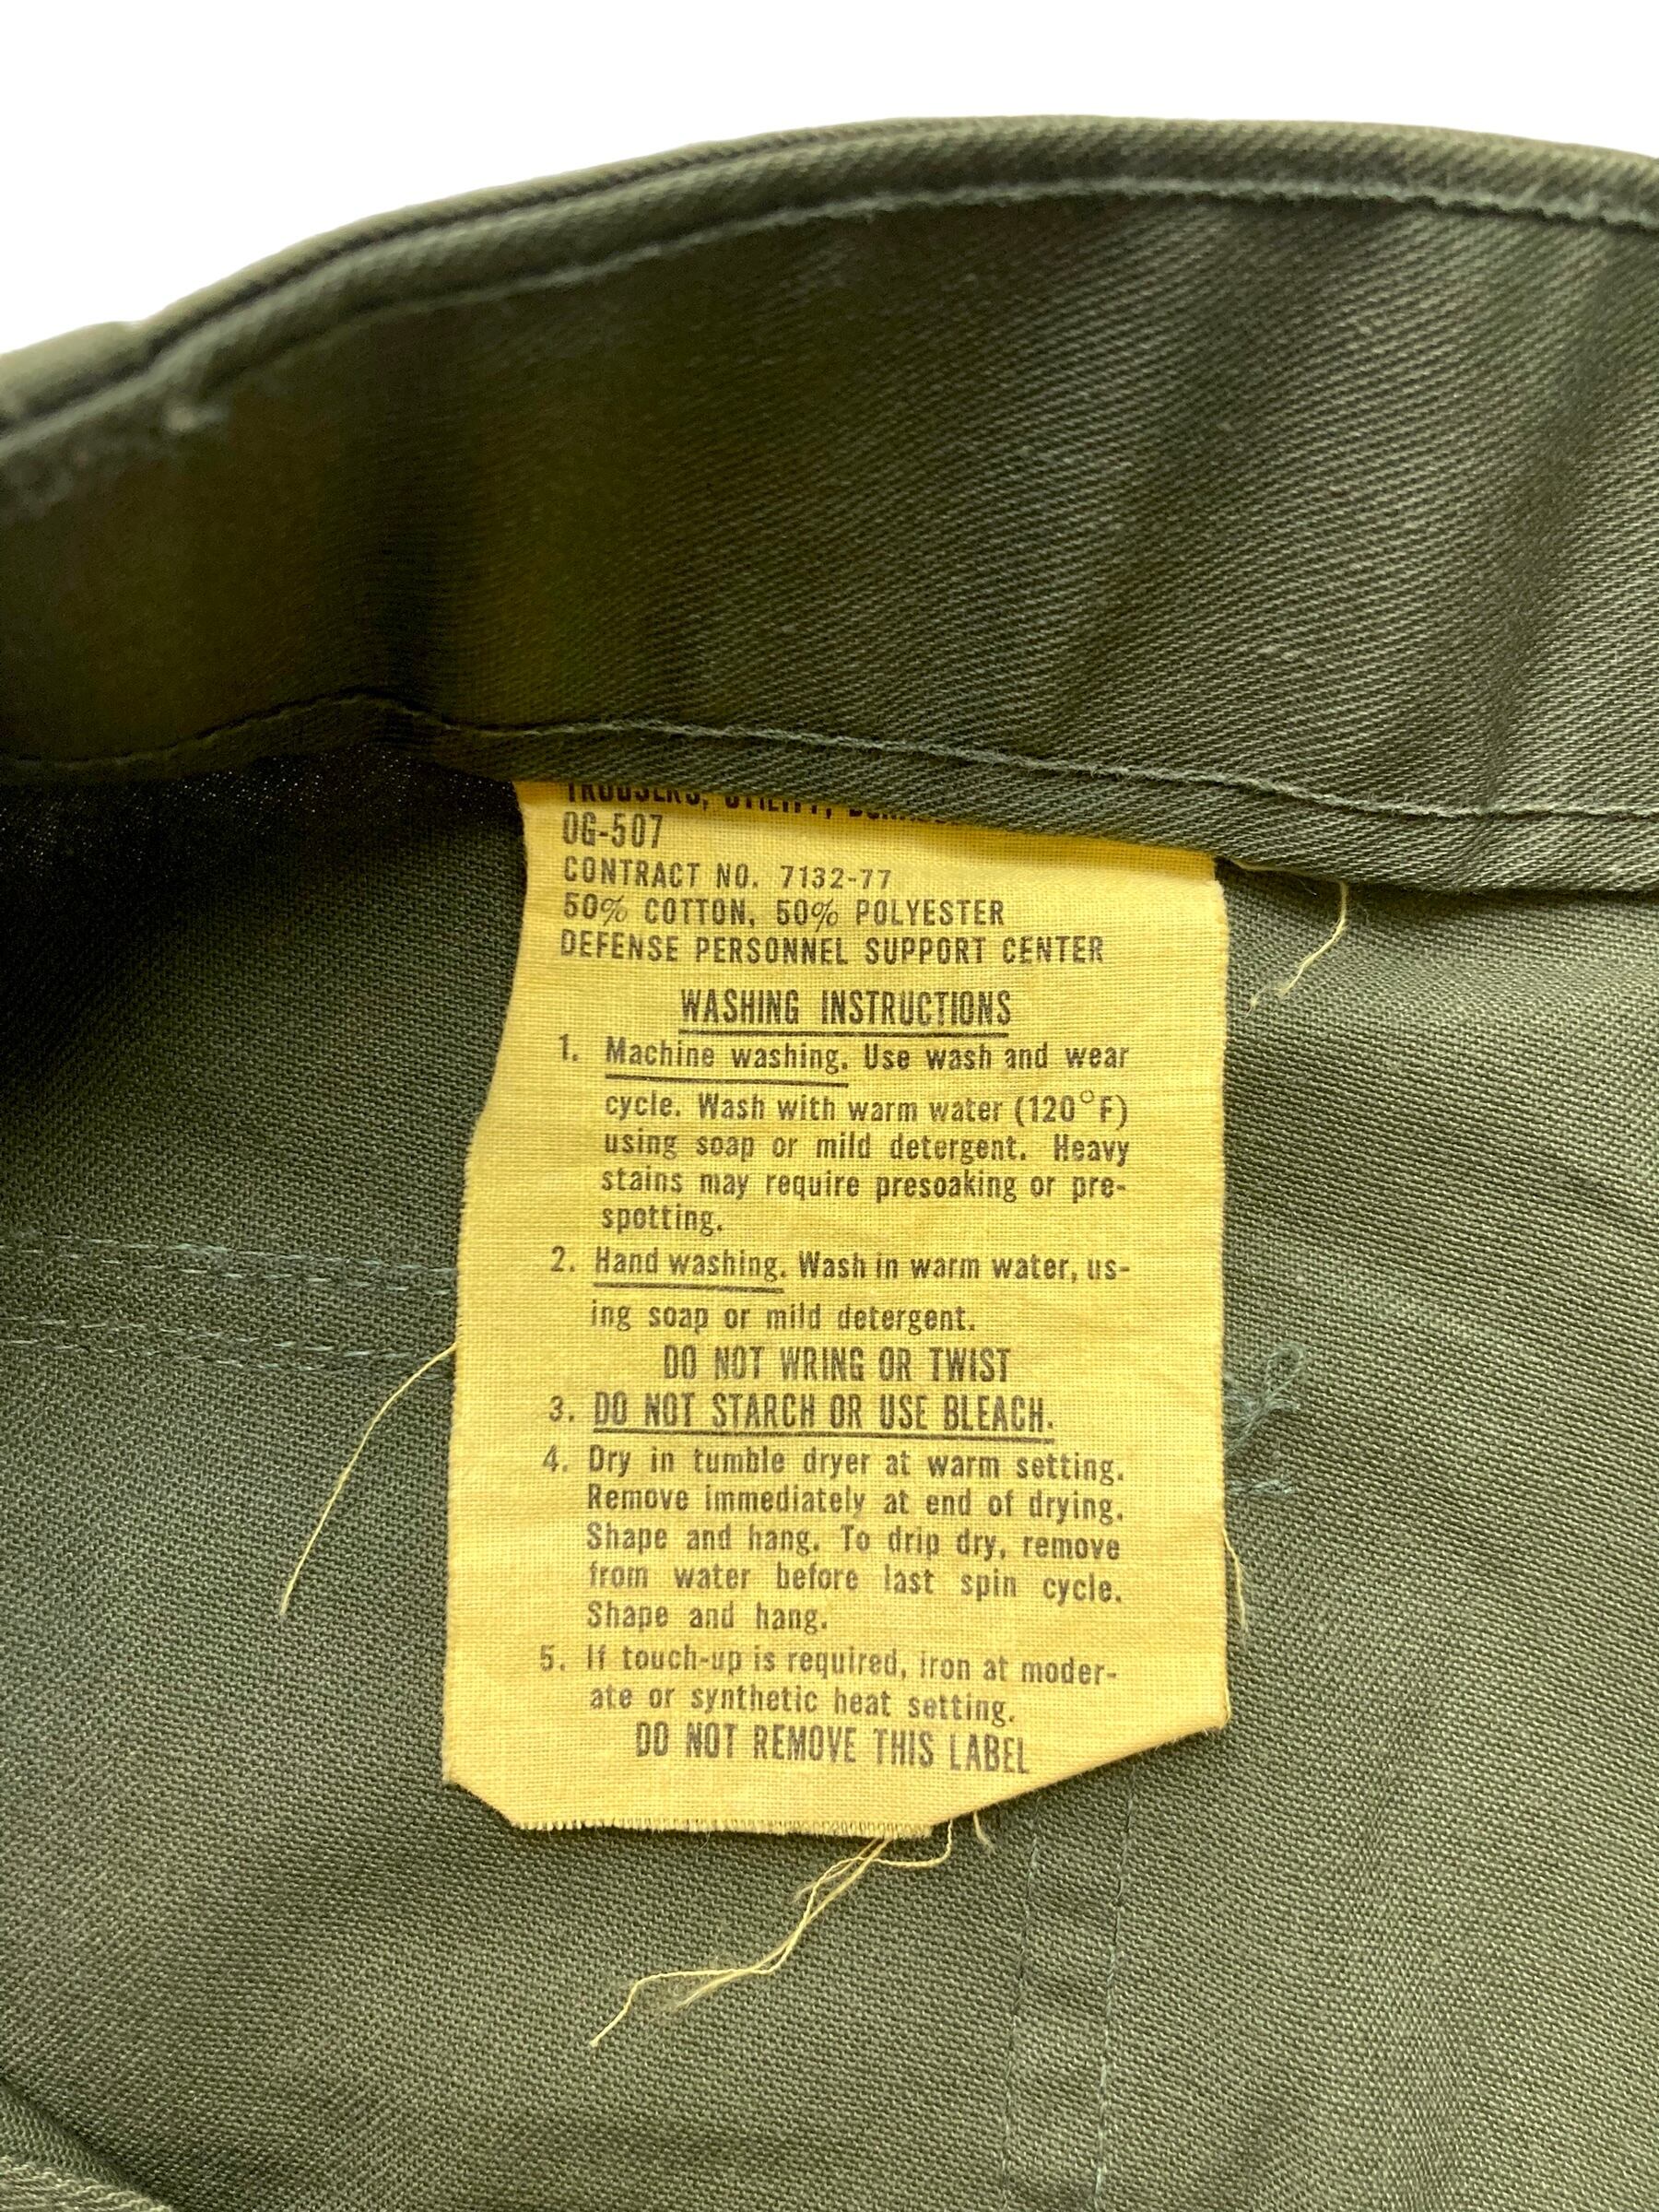 TROUSERS, UTILITY,
OG-507
CONTRACT NO. 7132-77
50% COTTON, 50% POLYESTER
DEFENSE PERSONNEL SUPPORT CENTER
WASHING INSTRUCTIONS
1. Machine washing. Use wash and wear
cycle. Wash with warm water (120°F)
using soap or mild detergent. Heavy
stains may require presoaking or pre-
spotting.
2. Hand washing. Wash in warm water, us-
ing soap or mild detergent.
DO NOT WRING OR TWIST
3. DO NOT STARCH OR USE BLEACH.
4. Dry in tumble dryer at warm setting.
Remove immediately at end of drying.
Shape and hang. To drip dry, remove
from water before last spin cycle.
Shape and hang.
5. If touch-up is required, iron at moder-
ate or synthetic heat setting.
DO NOT REMOVE THIS LABEL